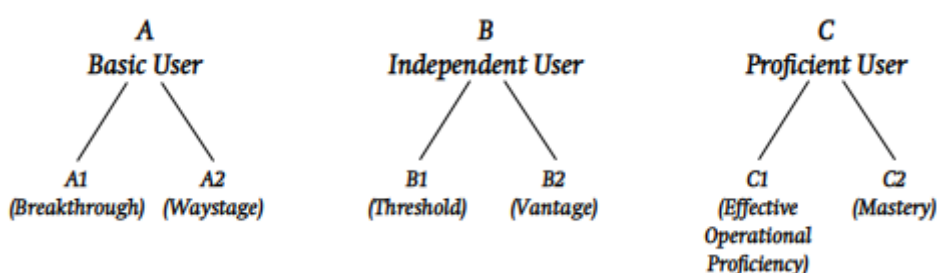 A
Basic User
B
Independent User
C
Proficient User
A1
(Breakthrough)
A2
(Waystage)
B1
(Threshold)
B2
(Vantage)
C1
(Effective
Operational
Proficiency)
C2
(Mastery)